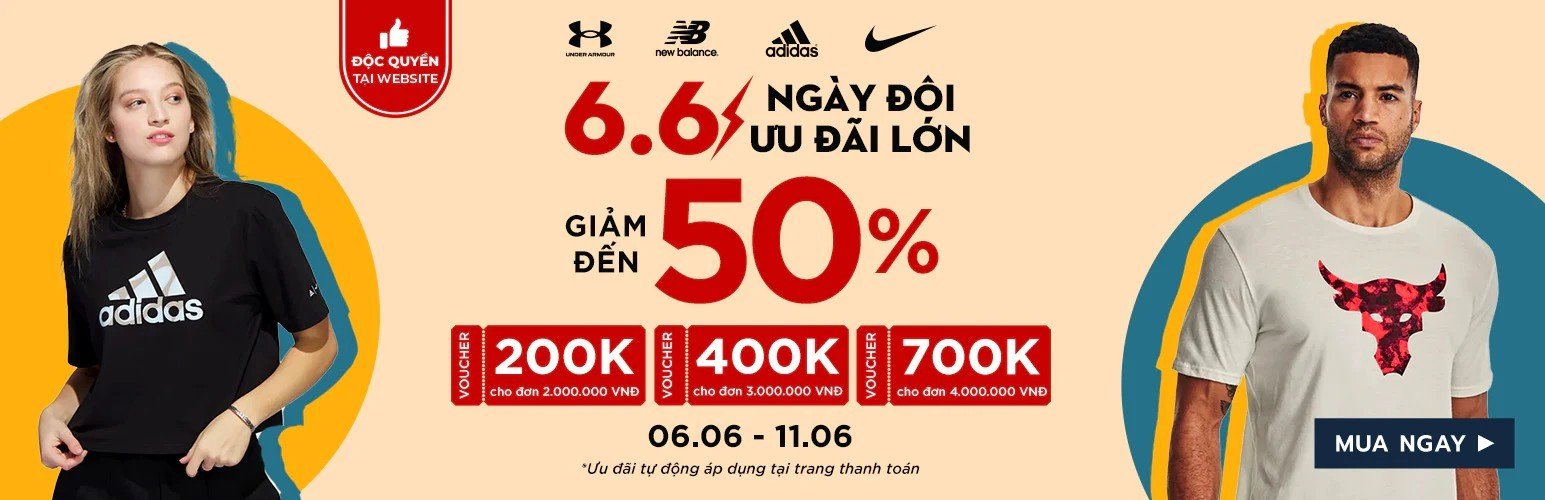 ĐỘC QUYỀN
TẠI WEBSITE
UNDER ARMOUR
new balance.
adidas
6.6
NGÀY ĐÔI
ƯU ĐÃI LỚN
GIẢM
ĐẾN
50%
VOUCHER
200K
cho đơn 2.000.000 VNĐ
VOUCHER
400K
cho đơn 3.000.000 VNĐ
VOUCHER
700K
cho đơn 4.000.000 VNĐ
06.06 - 11.06
*Ưu đãi tự động áp dụng tại trang thanh toán
adidas
MUA NGAY